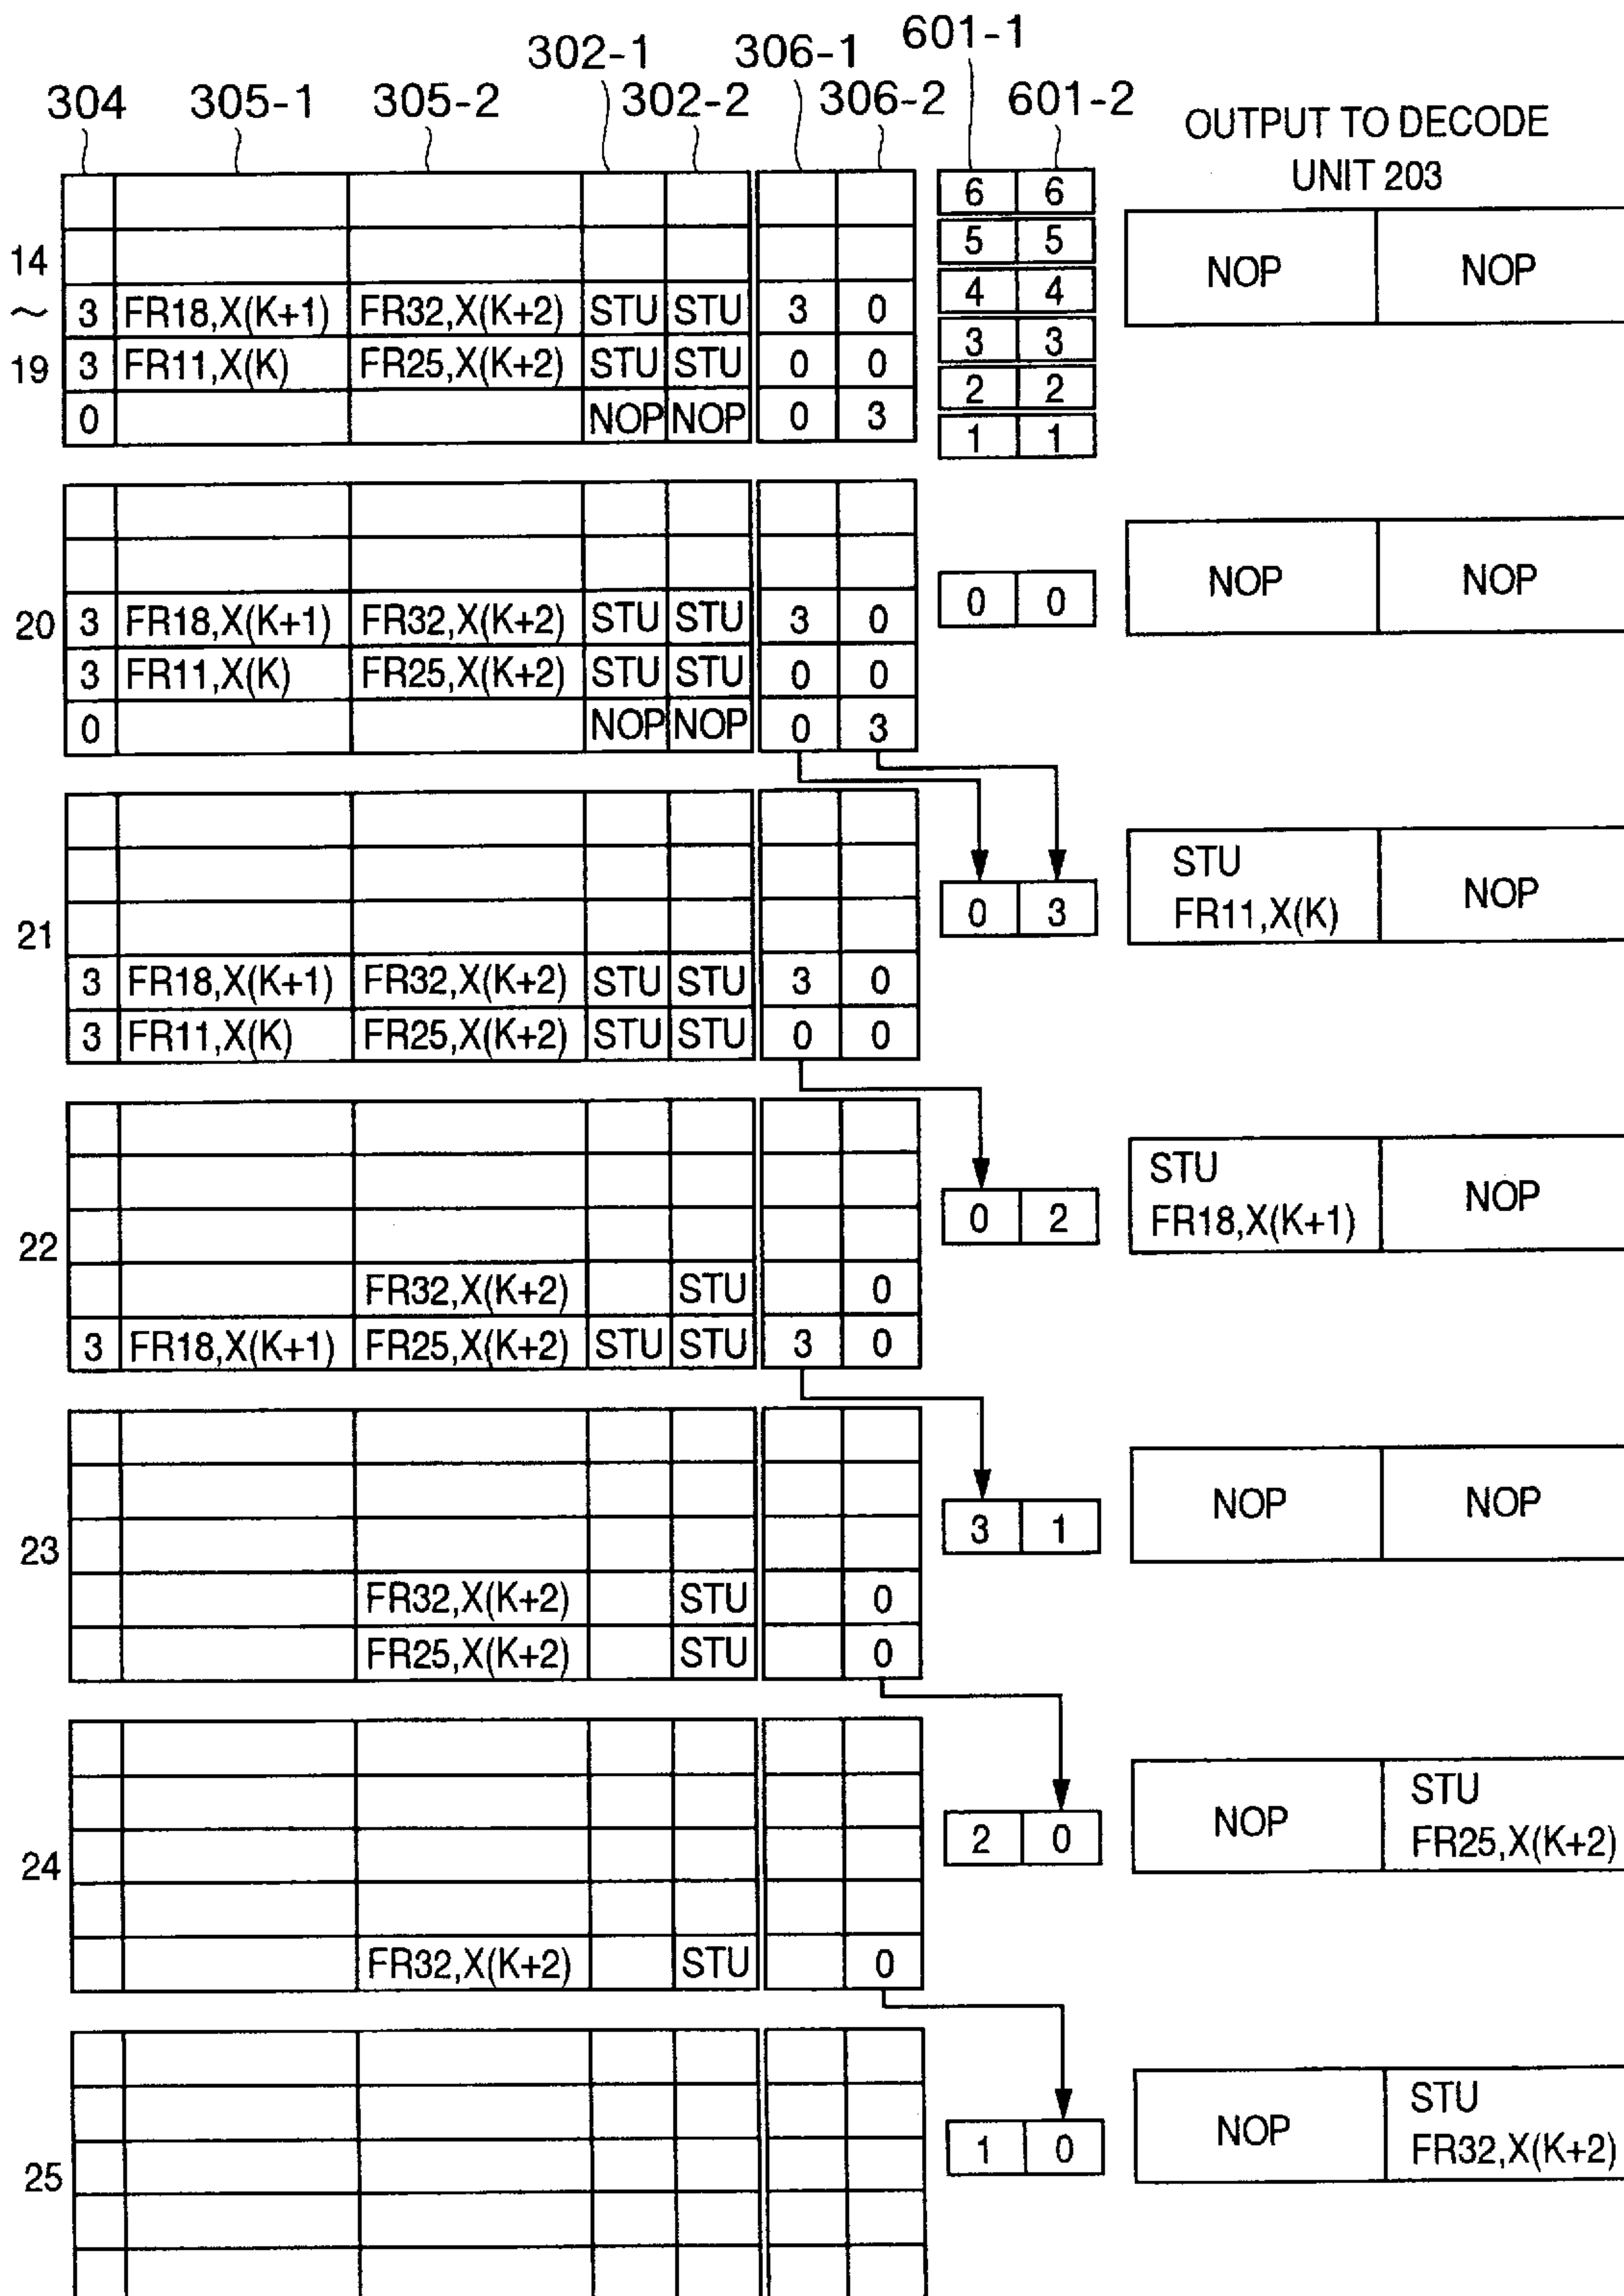 601-1
302-1 306-1
304 305-1 305-2 302-2 306-2 601-2
OUTPUT TO DECODE
UNIT 203
6 6
5 5
14
NOP NOP
4 4
~ 3 FR18,X(K+1) FR32,X(K+2) STU STU 3 0
3 3
19 3 FR11,X(K) FR25,X(K+2) STU STU 0 0
2 2
0 NOP NOP 0 3
1 1
NOP NOP
0 0
20 3 FR18,X(K+1) FR32,X(K+2) STU STU 3 0
3 FR11,X(K) FR25,X(K+2) STU STU 0 0
0 NOP NOP 0 3
STU
FR11,X(K) NOP
0 3
21
3 FR18,X(K+1) FR32,X(K+2) STU STU 3 0
3 FR11,X(K) FR25,X(K+2) STU STU 0 0
STU
FR18,X(K+1) NOP
0 2
22
FR32,X(K+2) STU 0
3 FR18,X(K+1) FR25,X(K+2) STU STU 3 0
NOP NOP
3 1
23
FR32,X(K+2) STU 0
FR25,X(K+2) STU 0
NOP STU
FR25,X(K+2)
2 0
24
FR32,X(K+2) STU 0
NOP STU
FR32,X(K+2)
1 0
25